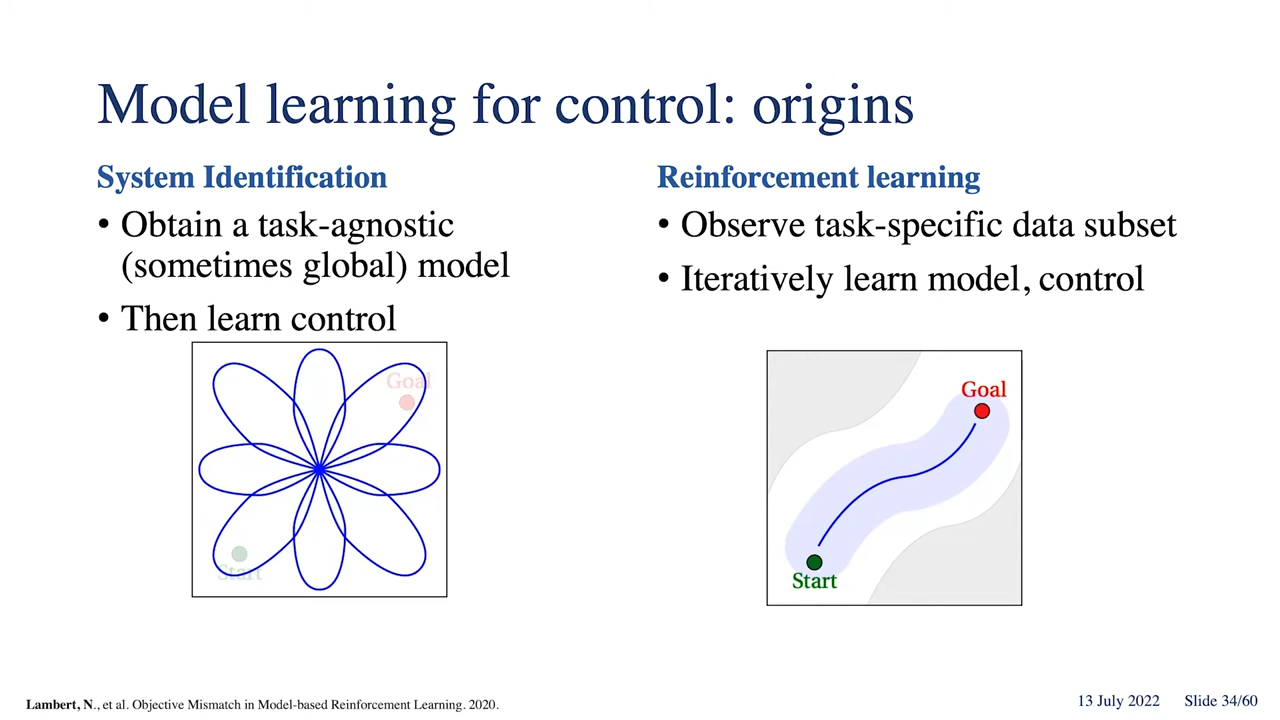 Model learning for control: origins
System Identification
• Obtain a task-agnostic
(sometimes global) model
• Then learn control
Goal
Start
Reinforcement learning
• Observe task-specific data subset
• Iteratively learn model, control
Goal
Start
Lambert, N., et al. Objective Mismatch in Model-based Reinforcement Learning. 2020.
13 July 2022 Slide 34/60